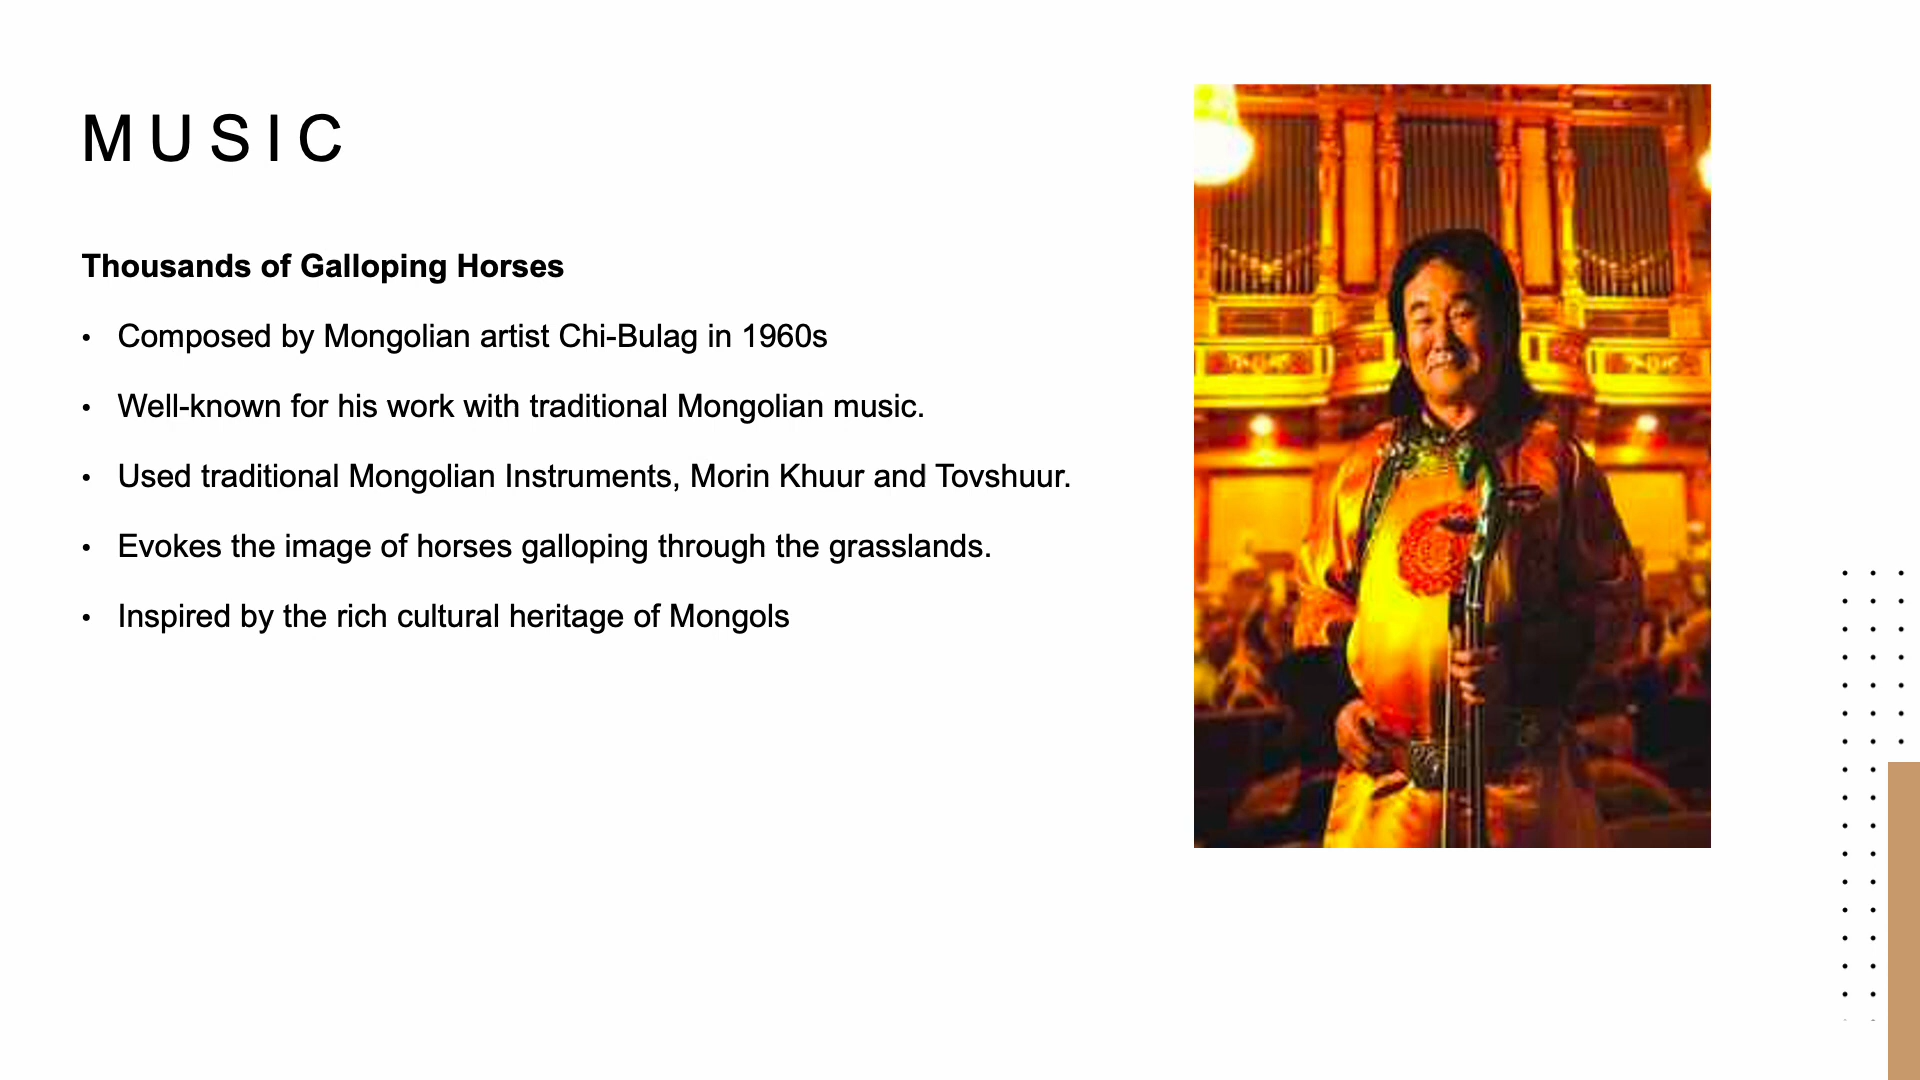 MUSIC
Thousands of Galloping Horses
• Composed by Mongolian artist Chi-Bulag in 1960s
• Well-known for his work with traditional Mongolian music.
• Used traditional Mongolian Instruments, Morin Khuur and Tovshuur.
• Evokes the image of horses galloping through the grasslands.
• Inspired by the rich cultural heritage of Mongols